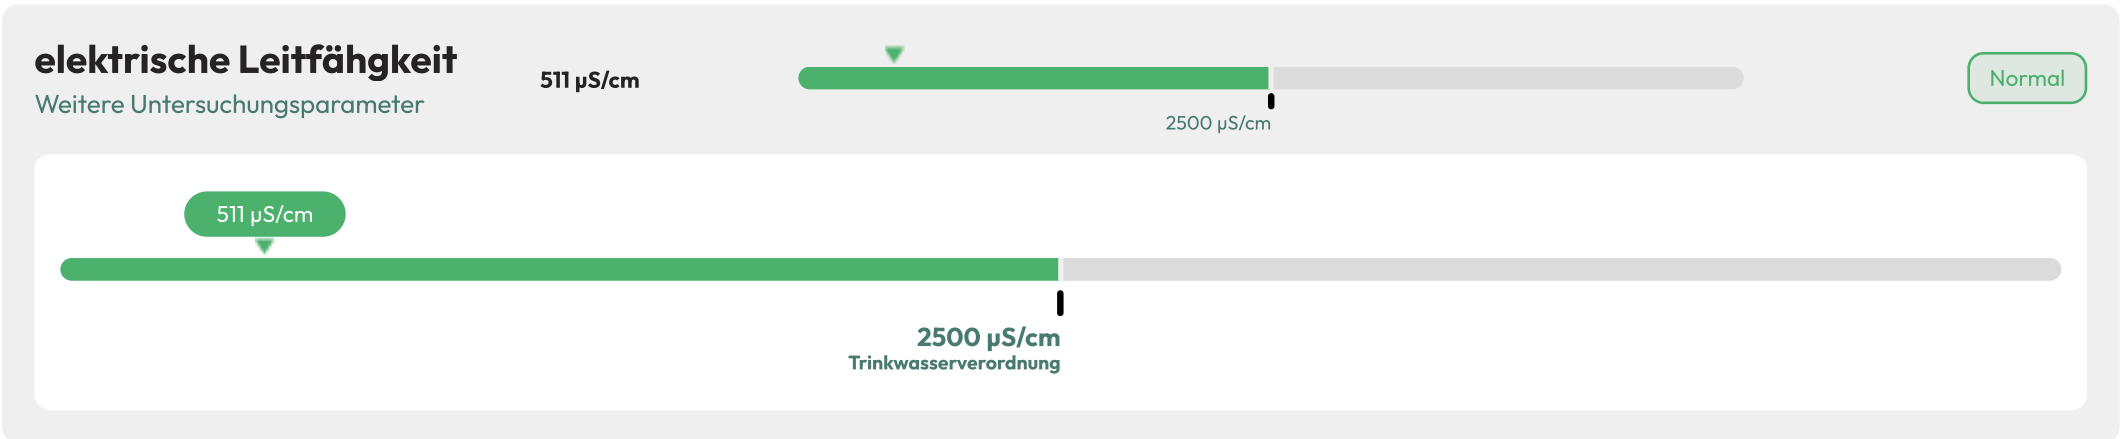 elektrische Leitfähgkeit
Weitere Untersuchungsparameter
511 µS/cm
2500 µS/cm
Normal
511 µS/cm
2500 µS/cm
Trinkwasserverordnung